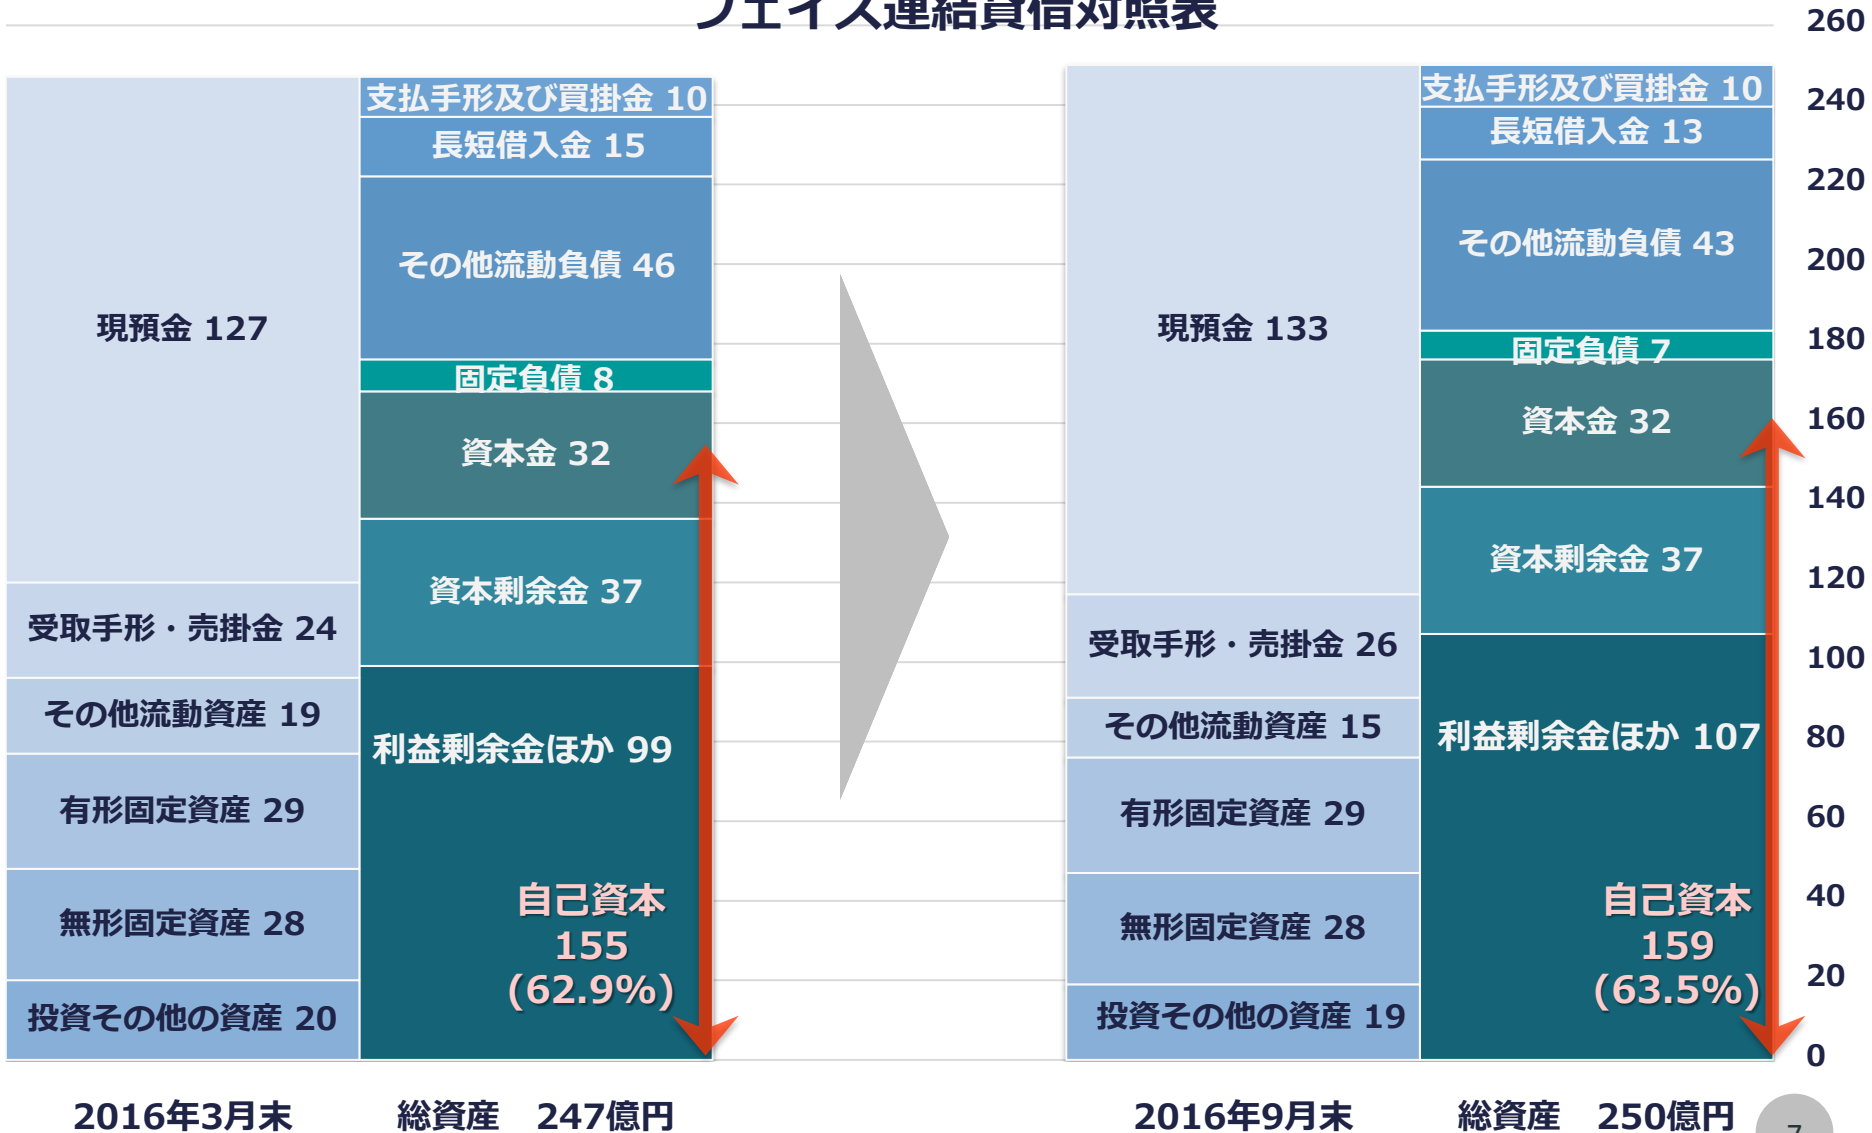 フェイス連結貸借対照表
260
240
220
200
180
160
140
120
100
80
60
40
20
0
現預金 127
受取手形・売掛金 24
その他流動資産 19
有形固定資産 29
無形固定資産 28
投資その他の資産 20
支払手形及び買掛金 10
長短借入金 15
その他流動負債 46
固定負債 8
資本金 32
資本剰余金 37
利益剰余金ほか 99
自己資本
155
(62.9%)
現預金 133
受取手形・売掛金 26
その他流動資産 15
有形固定資産 29
無形固定資産 28
投資その他の資産 19
支払手形及び買掛金 10
長短借入金 13
その他流動負債 43
固定負債 7
資本金 32
資本剰余金 37
利益剰余金ほか 107
自己資本
159
(63.5%)
2016年3月末 総資産 247億円
2016年9月末 総資産 250億円
7